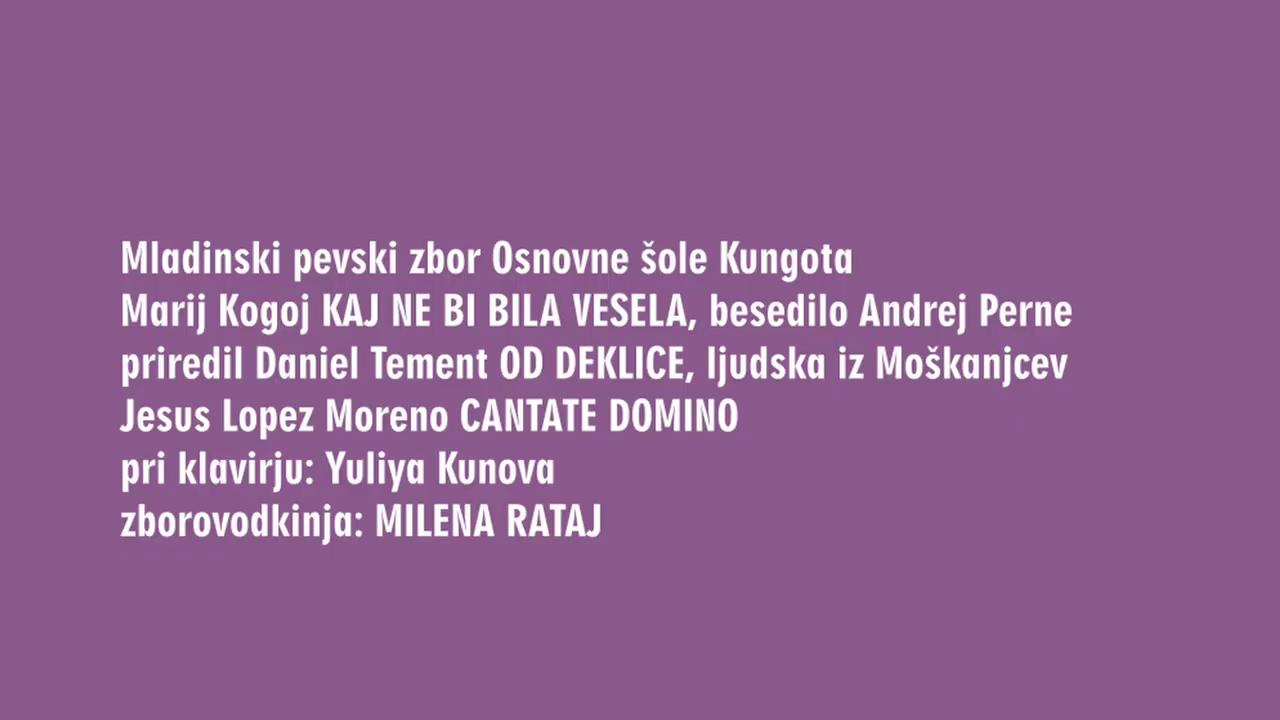 Mladinski pevski zbor Osnovne šole Kungota
Marij Kogoj KAJ NE BI BILA VESELA, besedilo Andrej Perne
priredil Daniel Tement OD DEKLICE, ljudska iz Moškanjcev
Jesus Lopez Moreno CANTATE DOMINO
pri klavirju: Yuliya Kunova
zborovodkinja: MILENA RATAJ